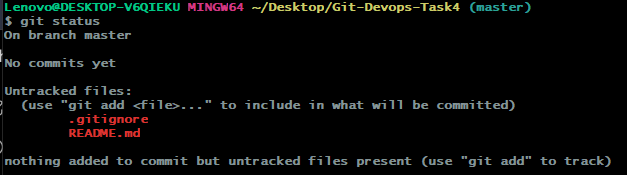 Lenovo@DESKTOP-V6QIEKU MINGW64 ~/Desktop/Git-Devops-Task4 (master)
$ git status
On branch master
No commits yet
Untracked files:
  (use "git add <file>..." to include in what will be committed)
        .gitignore
        README.md
nothing added to commit but untracked files present (use "git add" to track)